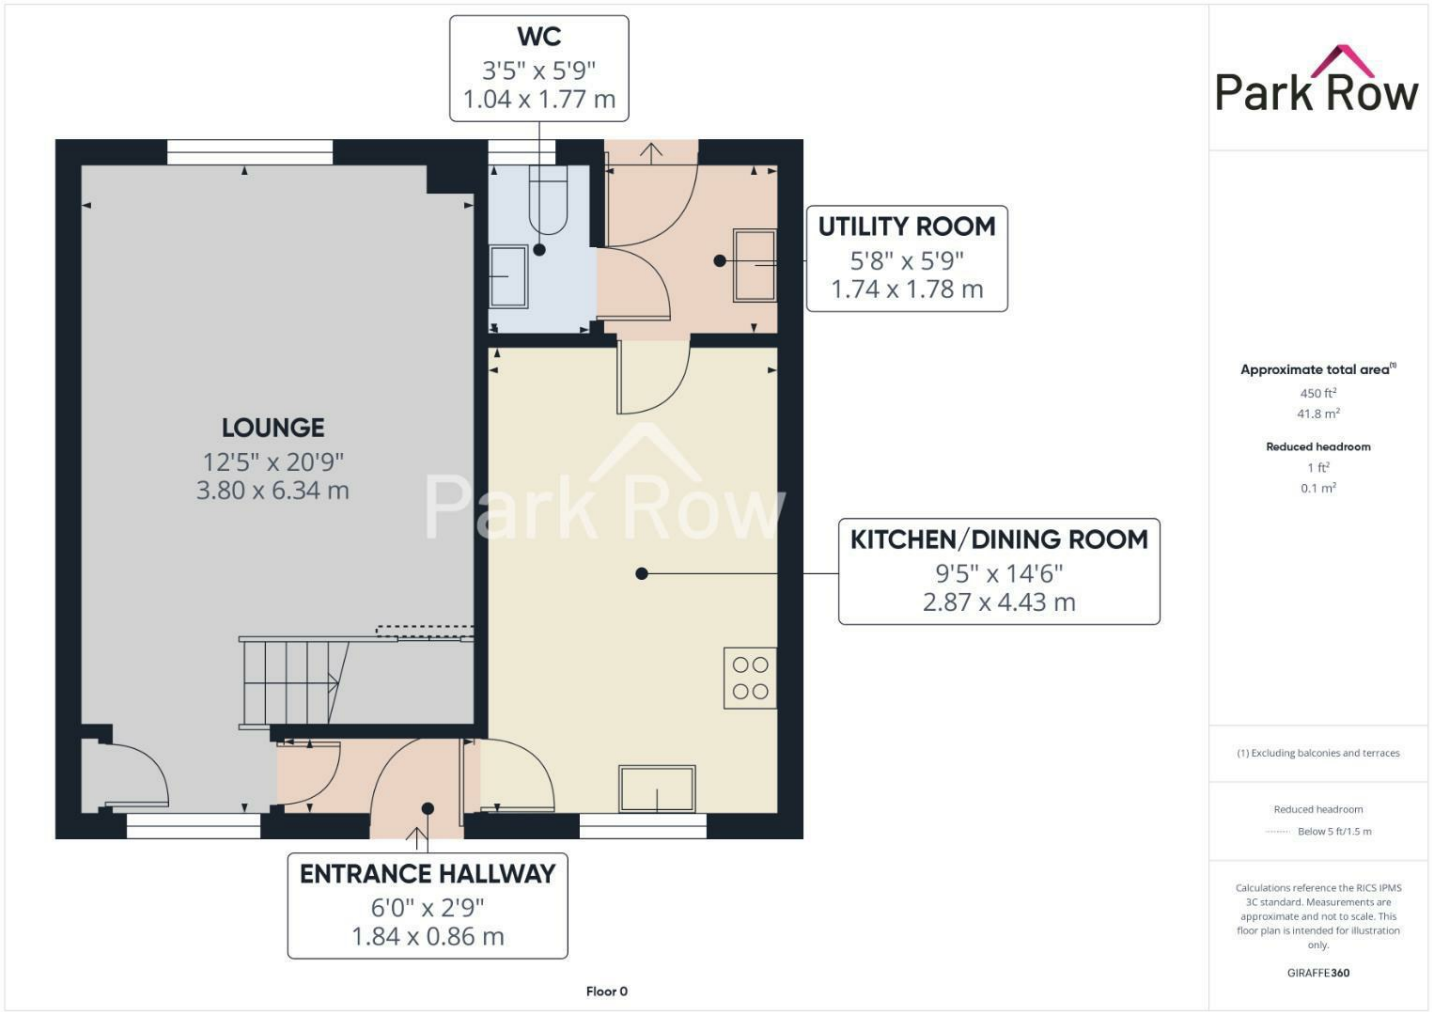 WC
3'5" x 5'9"
1.04 x 1.77 m
UTILITY ROOM
5'8" x 5'9"
1.74 x 1.78 m
LOUNGE
12'5" x 20'9"
3.80 x 6.34 m
Park Row
KITCHEN/DINING ROOM
9'5" x 14'6"
2.87 x 4.43 m
ENTRANCE HALLWAY
6'0" x 2'9"
1.84 x 0.86 m
Floor 0
Park Row
Approximate total area(1)
450 ft²
41.8 m²
Reduced headroom
1 ft²
0.1 m²
(1) Excluding balconies and terraces
Reduced headroom
Below 5 ft/1.5 m
Calculations reference the RICS IPMS
3C standard. Measurements are
approximate and not to scale. This
floor plan is intended for illustration
only.
GIRAFFE360